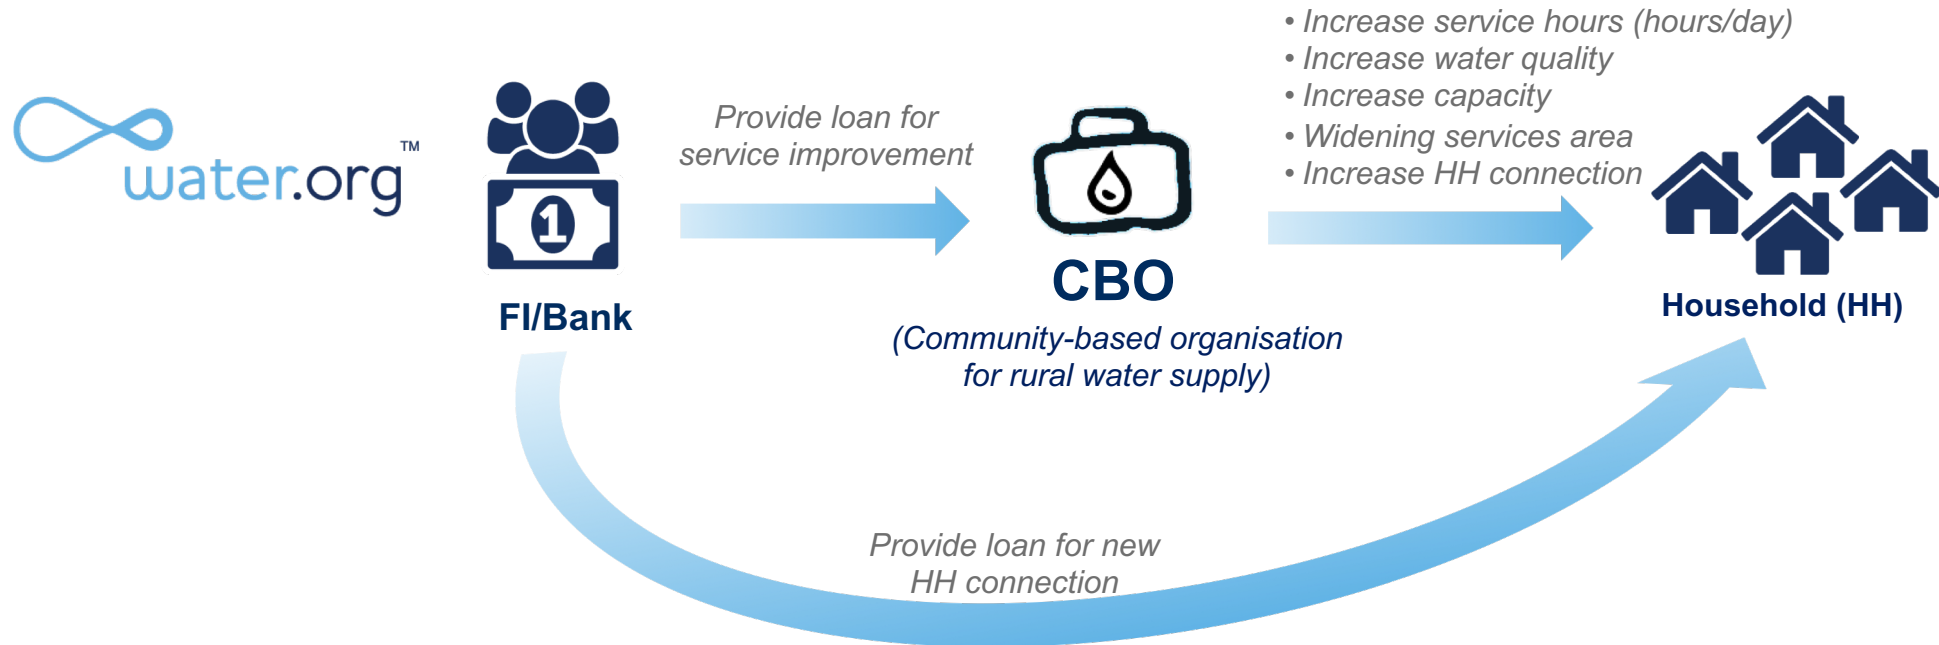 water.org™
1
FI/Bank
Provide loan for
service improvement
CBO
(Community-based organisation
for rural water supply)
• Increase service hours (hours/day)
• Increase water quality
• Increase capacity
• Widening services area
• Increase HH connection
Household (HH)
Provide loan for new
HH connection